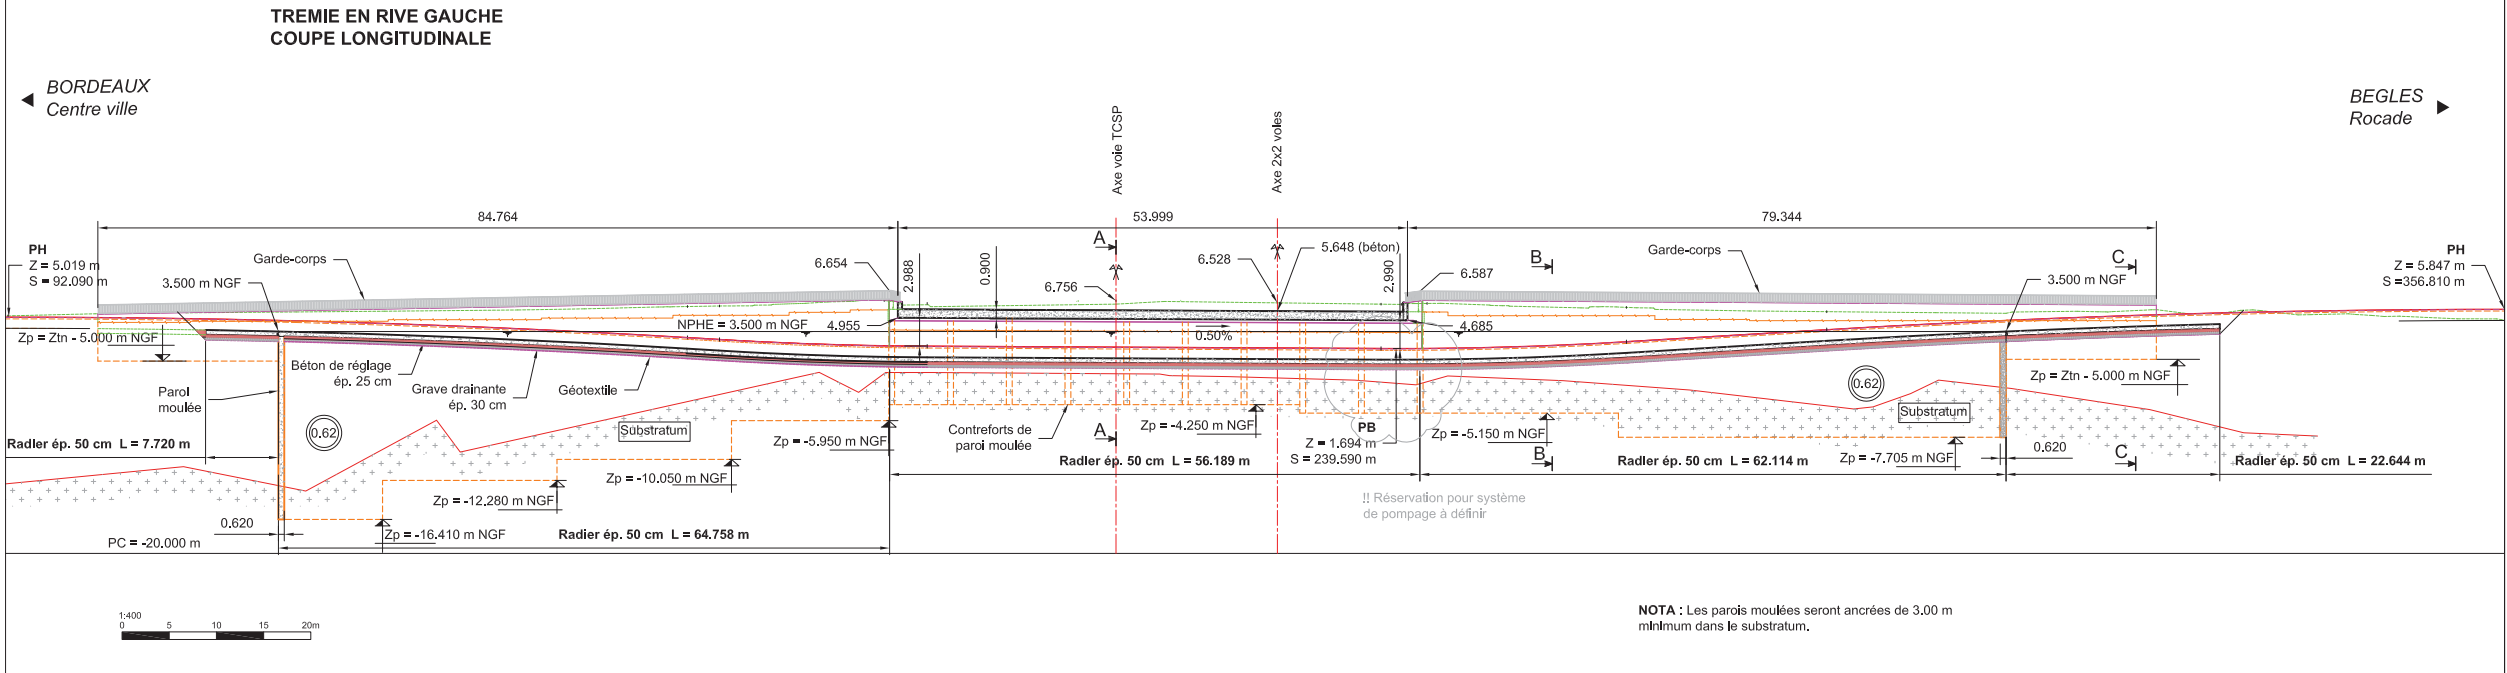 TREMIE EN RIVE GAUCHE
COUPE LONGITUDINALE
BORDEAUX
Centre ville
BEGLES
Rocade
Axe voie TCSP
Axe 2x2 voies
84.764
53.999
79.344
PH
Z = 5.019 m
S = 92.090 m
Garde-corps
3.500 m NGF
6.654
2.988
0.900
A
6.756
6.528
5.648 (béton)
2.990
6.587
B
Garde-corps
C
3.500 m NGF
PH
Z = 5.847 m
S =356.810 m
Zp = Ztn - 5.000 m NGF
NPHE = 3.500 m NGF
4.955
0.50%
4.685
Béton de réglage
ép. 25 cm
Grave drainante
ép. 30 cm
Géotextile
Paroi
moulée
0.62
Substratum
Contreforts de
paroi moulée
Zp = -4.250 m NGF
Zp = -5.950 m NGF
PB
Z = 1.694 m
S = 239.590 m
Zp = -5.150 m NGF
0.62
Substratum
Zp = Ztn - 5.000 m NGF
Radier ép. 50 cm L = 7.720 m
A
Radier ép. 50 cm L = 56.189 m
B
Radier ép. 50 cm L = 62.114 m
Zp = -7.705 m NGF
0.620
C
Radier ép. 50 cm L = 22.644 m
Zp = -10.050 m NGF
Zp = -12.280 m NGF
Zp = -16.410 m NGF
0.620
PC = -20.000 m
Radier ép. 50 cm L = 64.758 m
!! Réservation pour système
de pompage à définir
1:400
0 5 10 15 20m
NOTA : Les parois moulées seront ancrées de 3.00 m
minimum dans le substratum.